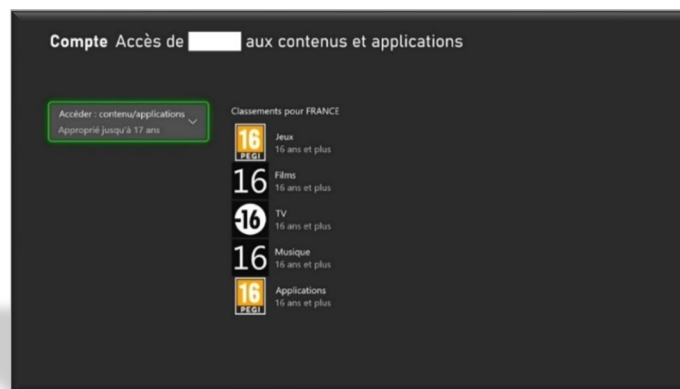 Compte Accès de aux contenus et applications
Accéder : contenu/applications
Approprié jusqu'à 17 ans
Classements pour FRANCE
16
PEGI
Jeux
16 ans et plus
16
Films
16 ans et plus
-16
TV
16 ans et plus
16
Musique
16 ans et plus
16
PEGI
Applications
16 ans et plus